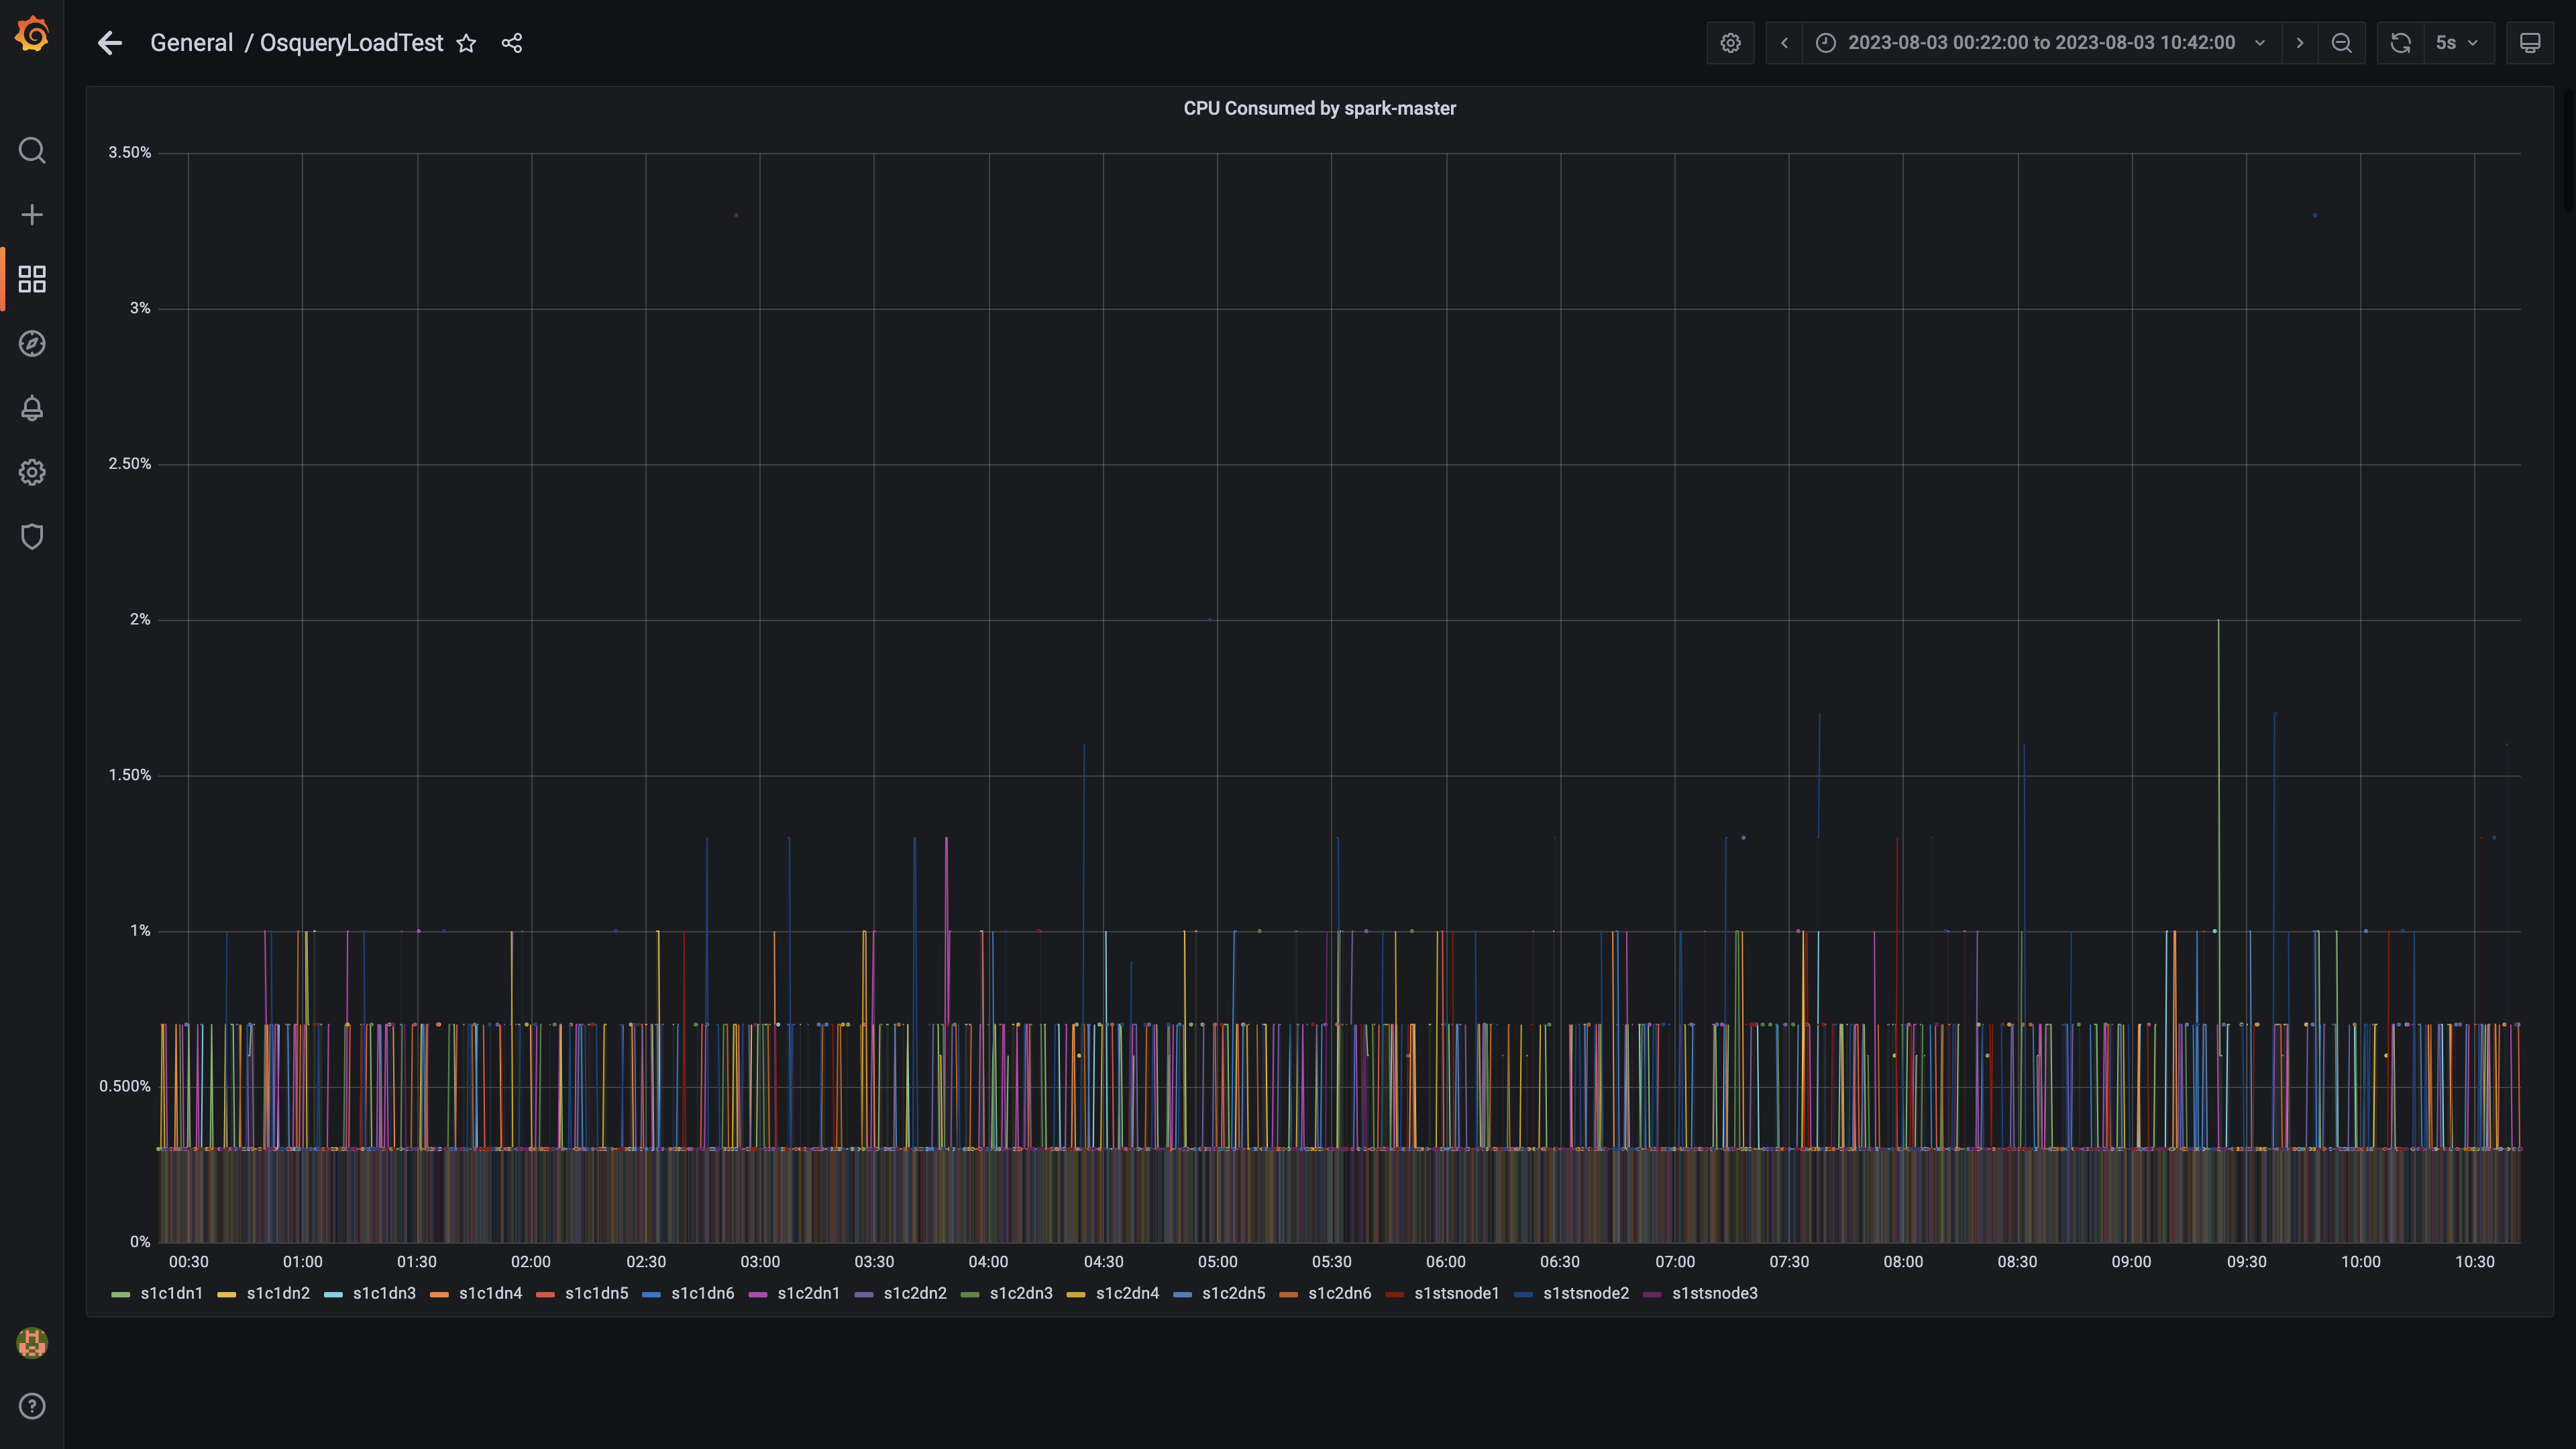 General / OsqueryLoadTest
2023-08-03 00:22:00 to 2023-08-03 10:42:00
5s
CPU Consumed by spark-master
3.50%
3%
2.50%
2%
1.50%
1%
0.500%
0%
00:30 01:00 01:30 02:00 02:30 03:00 03:30 04:00 04:30 05:00 05:30 06:00 06:30 07:00 07:30 08:00 08:30 09:00 09:30 10:00 10:30
s1c1dn1 s1c1dn2 s1c1dn3 s1c1dn4 s1c1dn5 s1c1dn6 s1c2dn1 s1c2dn2 s1c2dn3 s1c2dn4 s1c2dn5 s1c2dn6 s1stsnode1 s1stsnode2 s1stsnode3